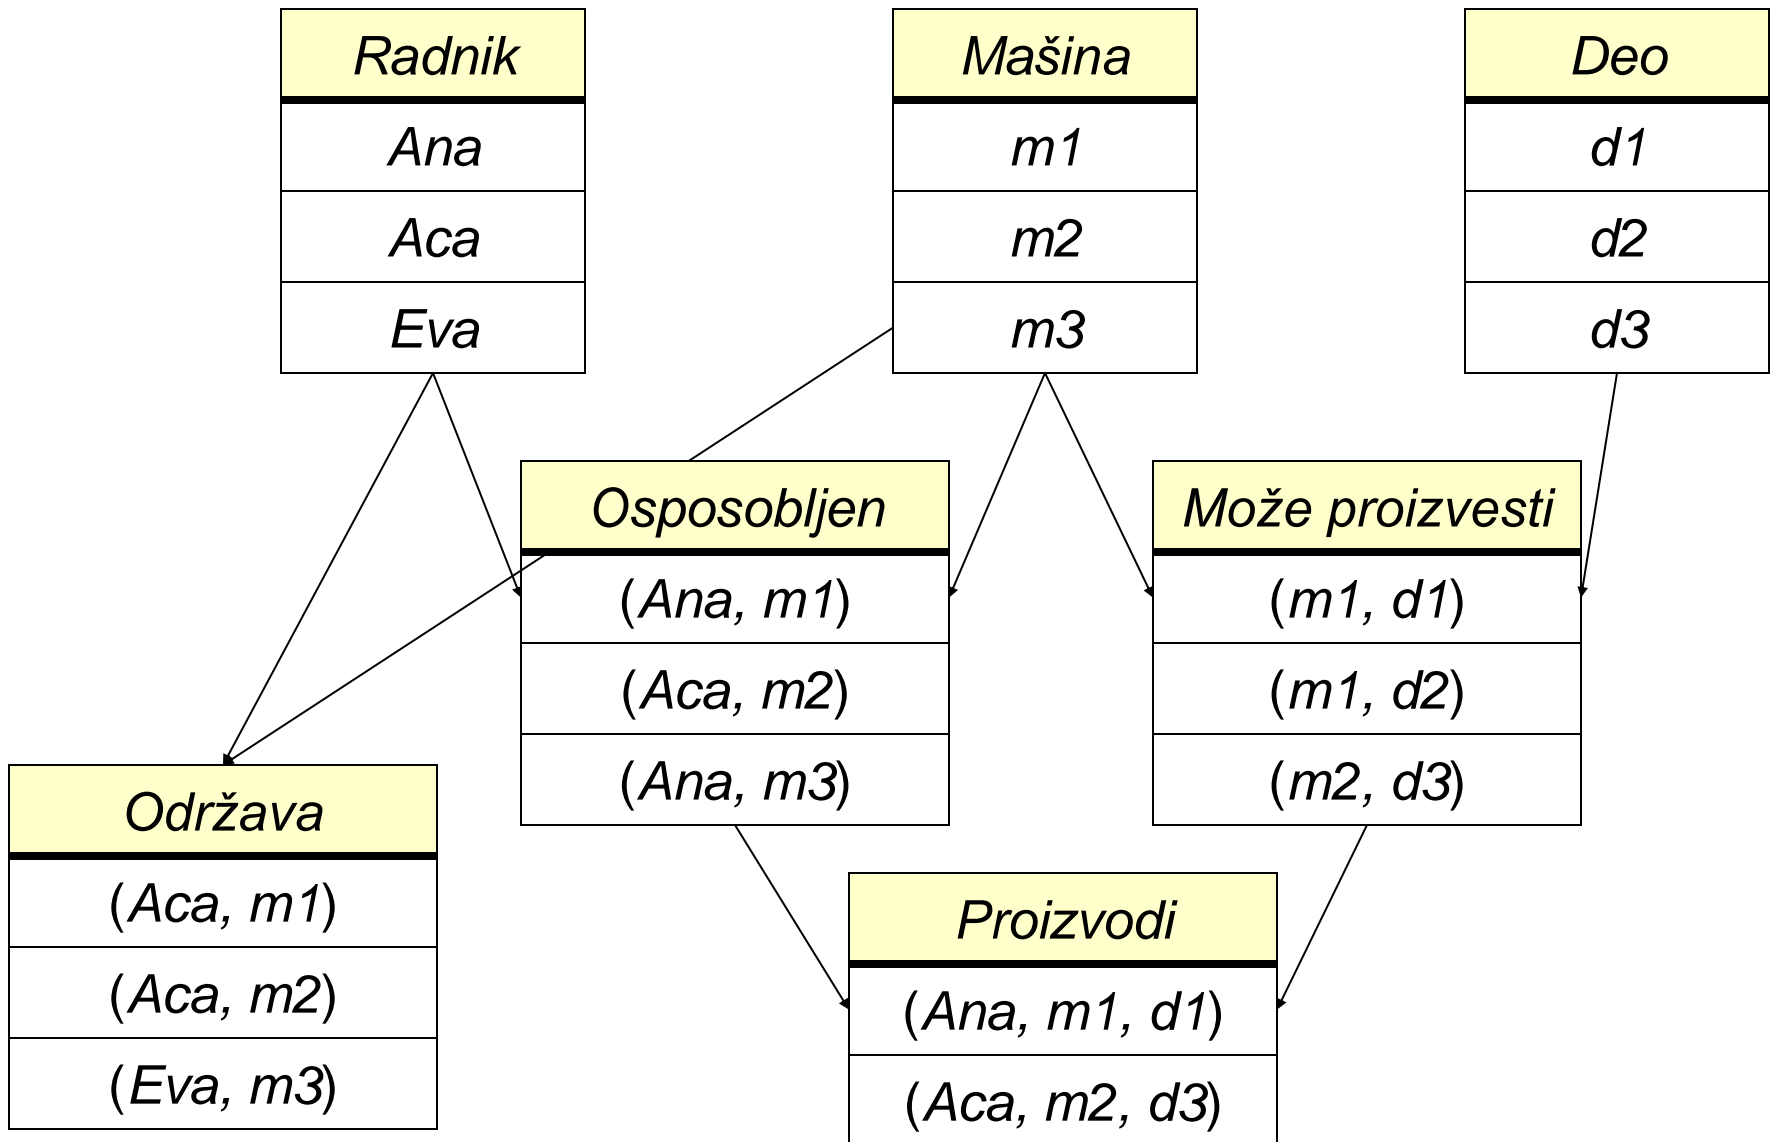 Radnik
Ana
Aca
Eva
Mašina
m1
m2
m3
Deo
d1
d2
d3
Osposobljen
(Ana, m1)
(Aca, m2)
(Ana, m3)
Može proizvesti
(m1, d1)
(m1, d2)
(m2, d3)
Održava
(Aca, m1)
(Aca, m2)
(Eva, m3)
Proizvodi
(Ana, m1, d1)
(Aca, m2, d3)